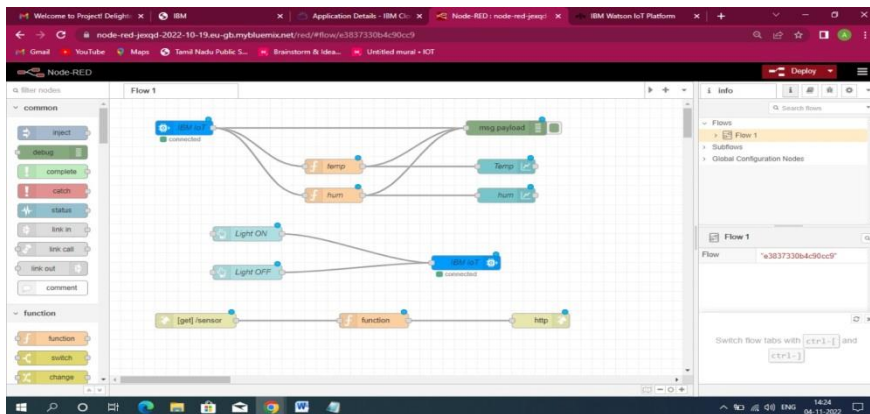 Welcome to Project! Delight
IBM
Application Details - IBM Clo
Node-RED : node-red-jexqd
IBM Watson IoT Platform
node-red-jexqd-2022-10-19.eu-gb.mybluemix.net/red/#flow/e3837330b4c90cc9
Gmail YouTube Maps Tamil Nadu Public S... Brainstorm & Idea... Untitled mural - IOT
Node-RED Deploy
filter nodes Flow 1 i info
Search flows
common
inject
debug
complete
catch
status
link in
link call
link out
comment
function
function
switch
change
IBM IoT
connected
msg.payload
temp
Temp
hum
hum
Light ON
Light OFF
IBM IoT
connected
[get] /sensor
function
http
Flows
Flow 1
Subflows
Global Configuration Nodes
Flow 1
Flow "e3837330b4c90cc9"
Switch flow tabs with ctrl-[ and
ctrl-]
ENG
14:24
04-11-2022